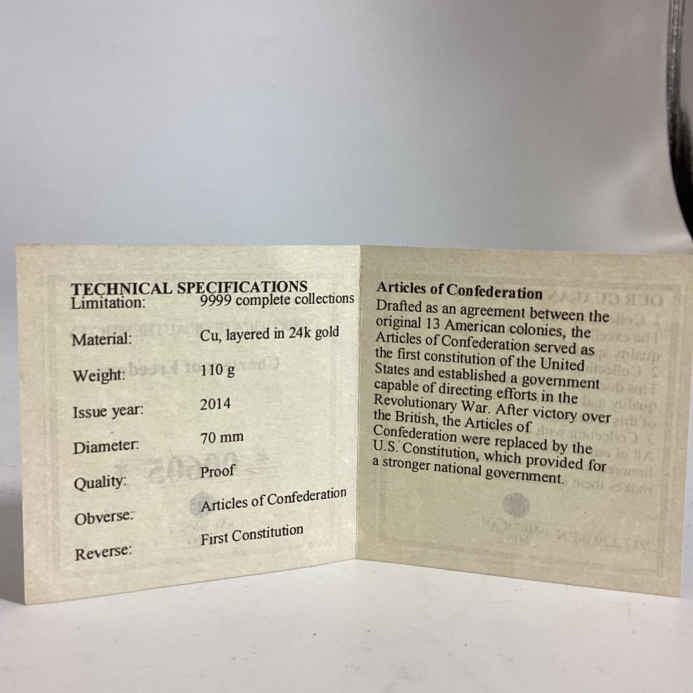 TECHNICAL SPECIFICATIONS
Limitation: 9999 complete collections
Material: Cu, layered in 24k gold
Weight: 110 g
Issue year: 2014
Diameter: 70 mm
Quality: Proof
Obverse: Articles of Confederation
Reverse: First Constitution
Articles of Confederation
Drafted as an agreement between the
original 13 American colonies, the
Articles of Confederation served as
the first constitution of the United
States and established a government
capable of directing efforts in the
Revolutionary War. After victory over
the British, the Articles of
Confederation were replaced by the
U.S. Constitution, which provided for
a stronger national government.